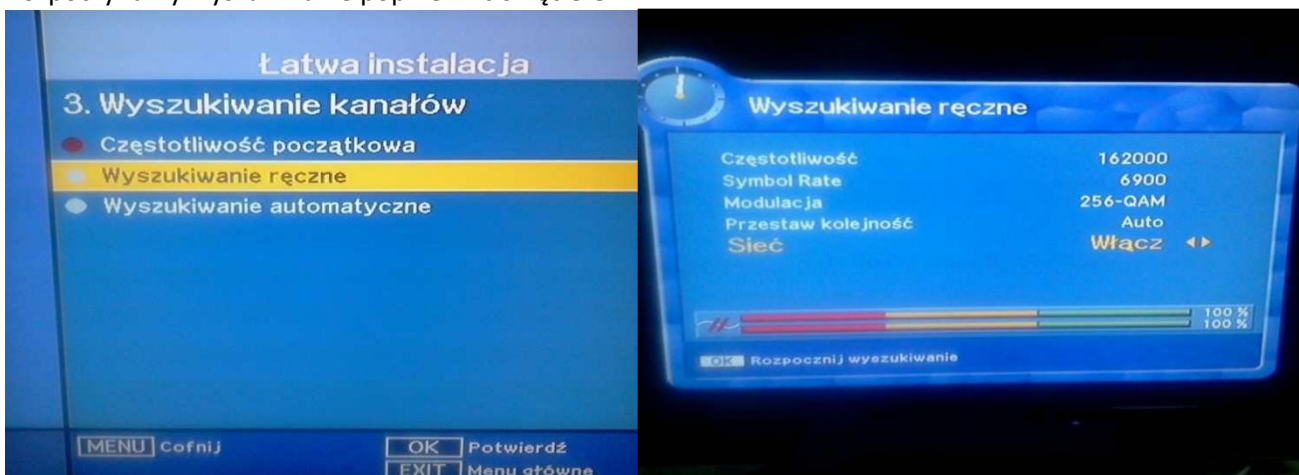 Łatwa instalacja
3. Wyszukiwanie kanałów
Częstotliwość początkowa
Wyszukiwanie ręczne
Wyszukiwanie automatyczne
MENU Cofnij
OK Potwierdź
EXIT Menu główne
Wyszukiwanie ręczne
Częstotliwość 162000
Symbol Rate 6900
Modulacja 256-QAM
Przestaw kolejność Auto
Sieć Włącz
100 %
100 %
OK Rozpocznij wyszukiwanie